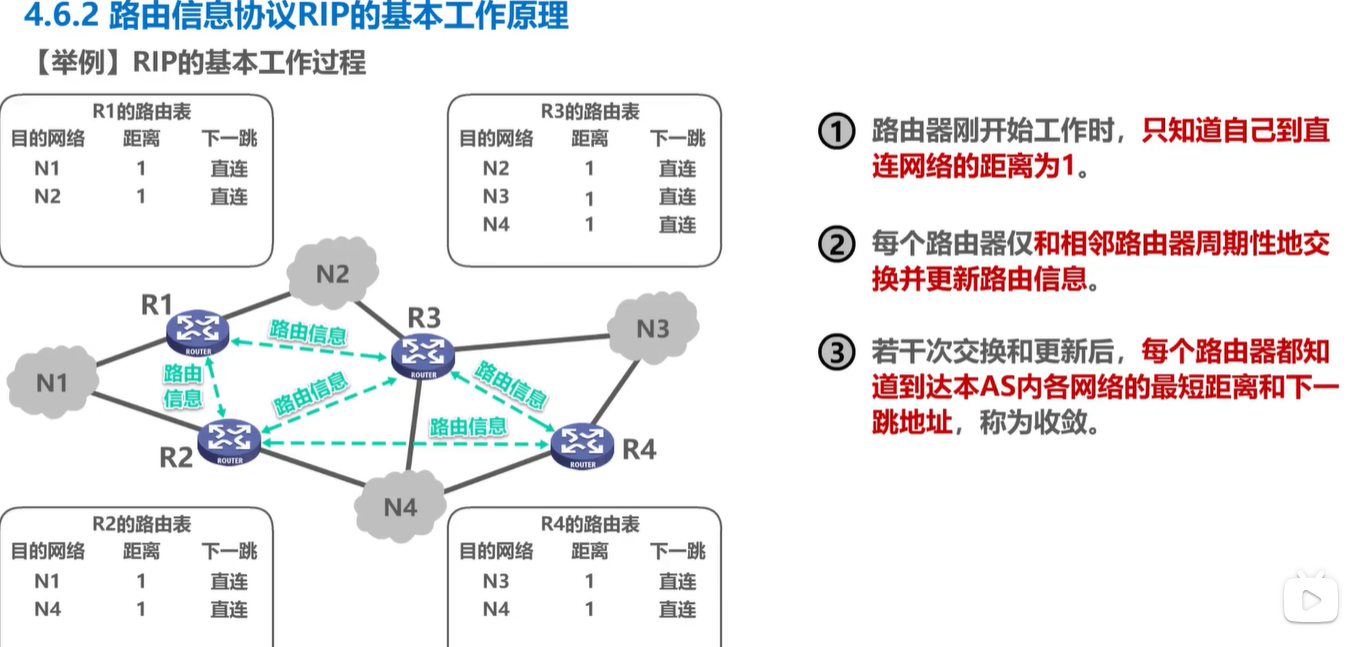 4.6.2 路由信息协议RIP的基本工作原理
【举例】RIP的基本工作过程
R1的路由表
目的网络 距离 下一跳
N1 1 直连
N2 1 直连
R3的路由表
目的网络 距离 下一跳
N2 1 直连
N3 1 直连
N4 1 直连
N2
R1
R3
N3
路由信息
ROUTER
ROUTER
N1
路由
信息
路由信息
路由信息
路由信息
R2
ROUTER
ROUTER
R4
N4
R2的路由表
目的网络 距离 下一跳
N1 1 直连
N4 1 直连
R4的路由表
目的网络 距离 下一跳
N3 1 直连
N4 1 直连
① 路由器刚开始工作时，只知道自己到直
连网络的距离为1。
② 每个路由器仅和相邻路由器周期性地交
换并更新路由信息。
③ 若干次交换和更新后，每个路由器都知
道到达本AS内各网络的最短距离和下一
跳地址，称为收敛。